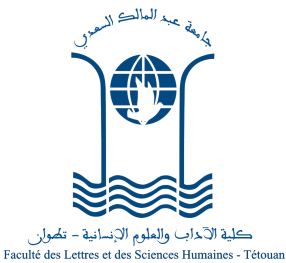 جامعة عبد المالك السعدي
كلية الآداب والعلوم الإنسانية - تطوان
Faculté des Lettres et des Sciences Humaines - Tétouan